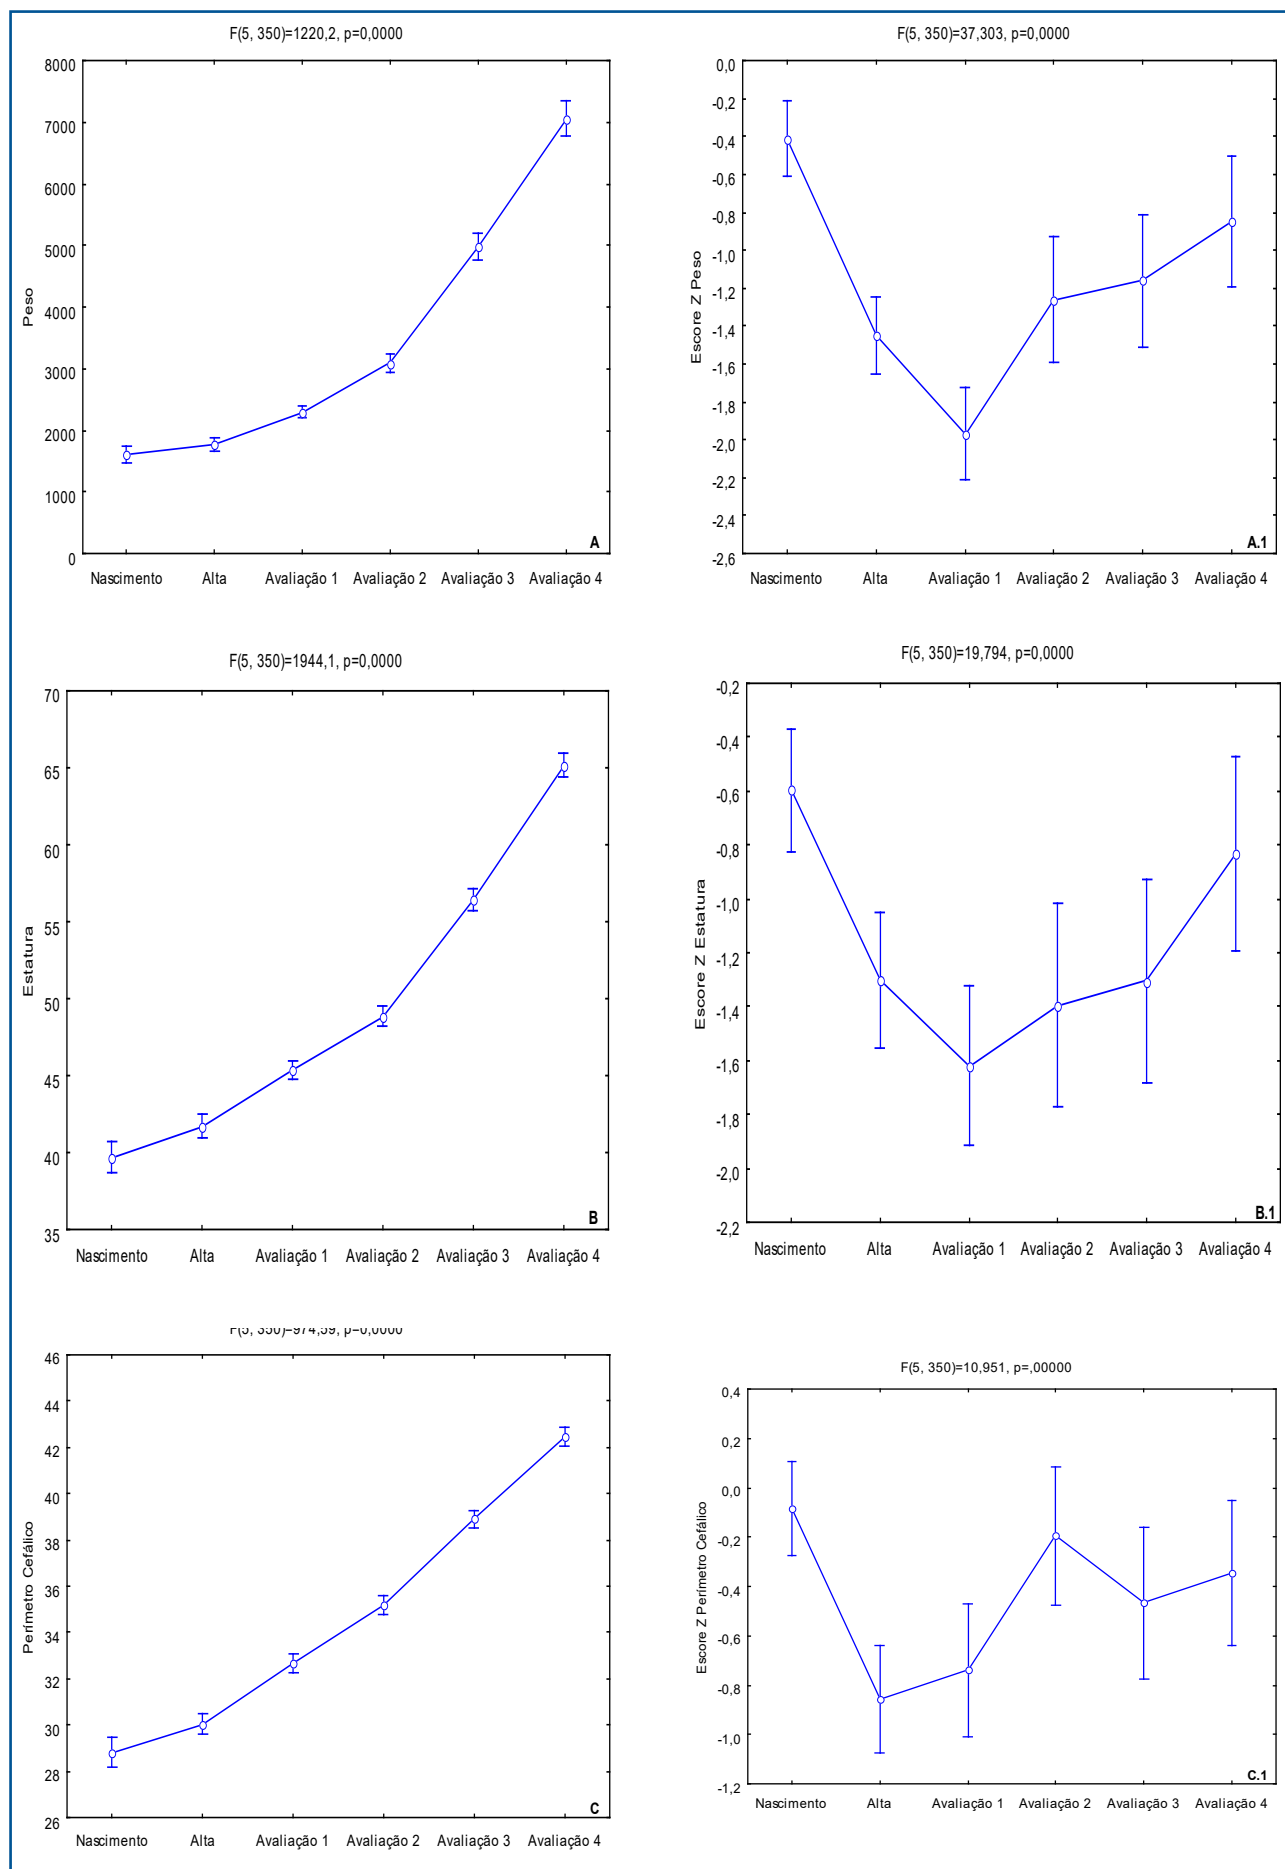 F(5, 350)=1220,2, p=0,0000
8000
7000
6000
5000
4000
3000
2000
1000
0
Peso
A
Nascimento Alta Avaliação 1 Avaliação 2 Avaliação 3 Avaliação 4
F(5, 350)=37,303, p=0,0000
0,0
-0,2
-0,4
-0,6
-0,8
-1,0
-1,2
-1,4
-1,6
-1,8
-2,0
-2,2
-2,4
-2,6
Escore Z Peso
A.1
Nascimento Alta Avaliação 1 Avaliação 2 Avaliação 3 Avaliação 4
F(5, 350)=1944,1, p=0,0000
70
65
60
55
50
45
40
35
Estatura
B
Nascimento Alta Avaliação 1 Avaliação 2 Avaliação 3 Avaliação 4
F(5, 350)=19,794, p=0,0000
-0,2
-0,4
-0,6
-0,8
-1,0
-1,2
-1,4
-1,6
-1,8
-2,0
-2,2
Escore Z Estatura
B.1
Nascimento Alta Avaliação 1 Avaliação 2 Avaliação 3 Avaliação 4
F(5, 350)=974,59, p=0,0000
46
44
42
40
38
36
34
32
30
28
26
Perímetro Cefálico
C
Nascimento Alta Avaliação 1 Avaliação 2 Avaliação 3 Avaliação 4
F(5, 350)=10,951, p=,00000
0,4
0,2
0,0
-0,2
-0,4
-0,6
-0,8
-1,0
-1,2
Escore Z Perímetro Cefálico
C.1
Nascimento Alta Avaliação 1 Avaliação 2 Avaliação 3 Avaliação 4